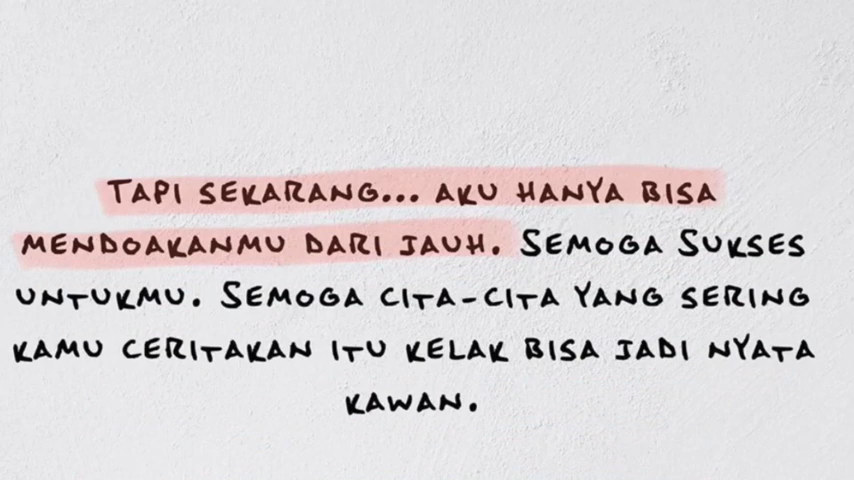 TAPI SEKARANG... AKU HANYA BISA
MENDOAKANMU DARI JAUH. SEMOGA SUKSES
UNTUKMU. SEMOGA CITA-CITA YANG SERING
KAMU CERITAKAN ITU KELAK BISA JADI NYATA
KAWAN.